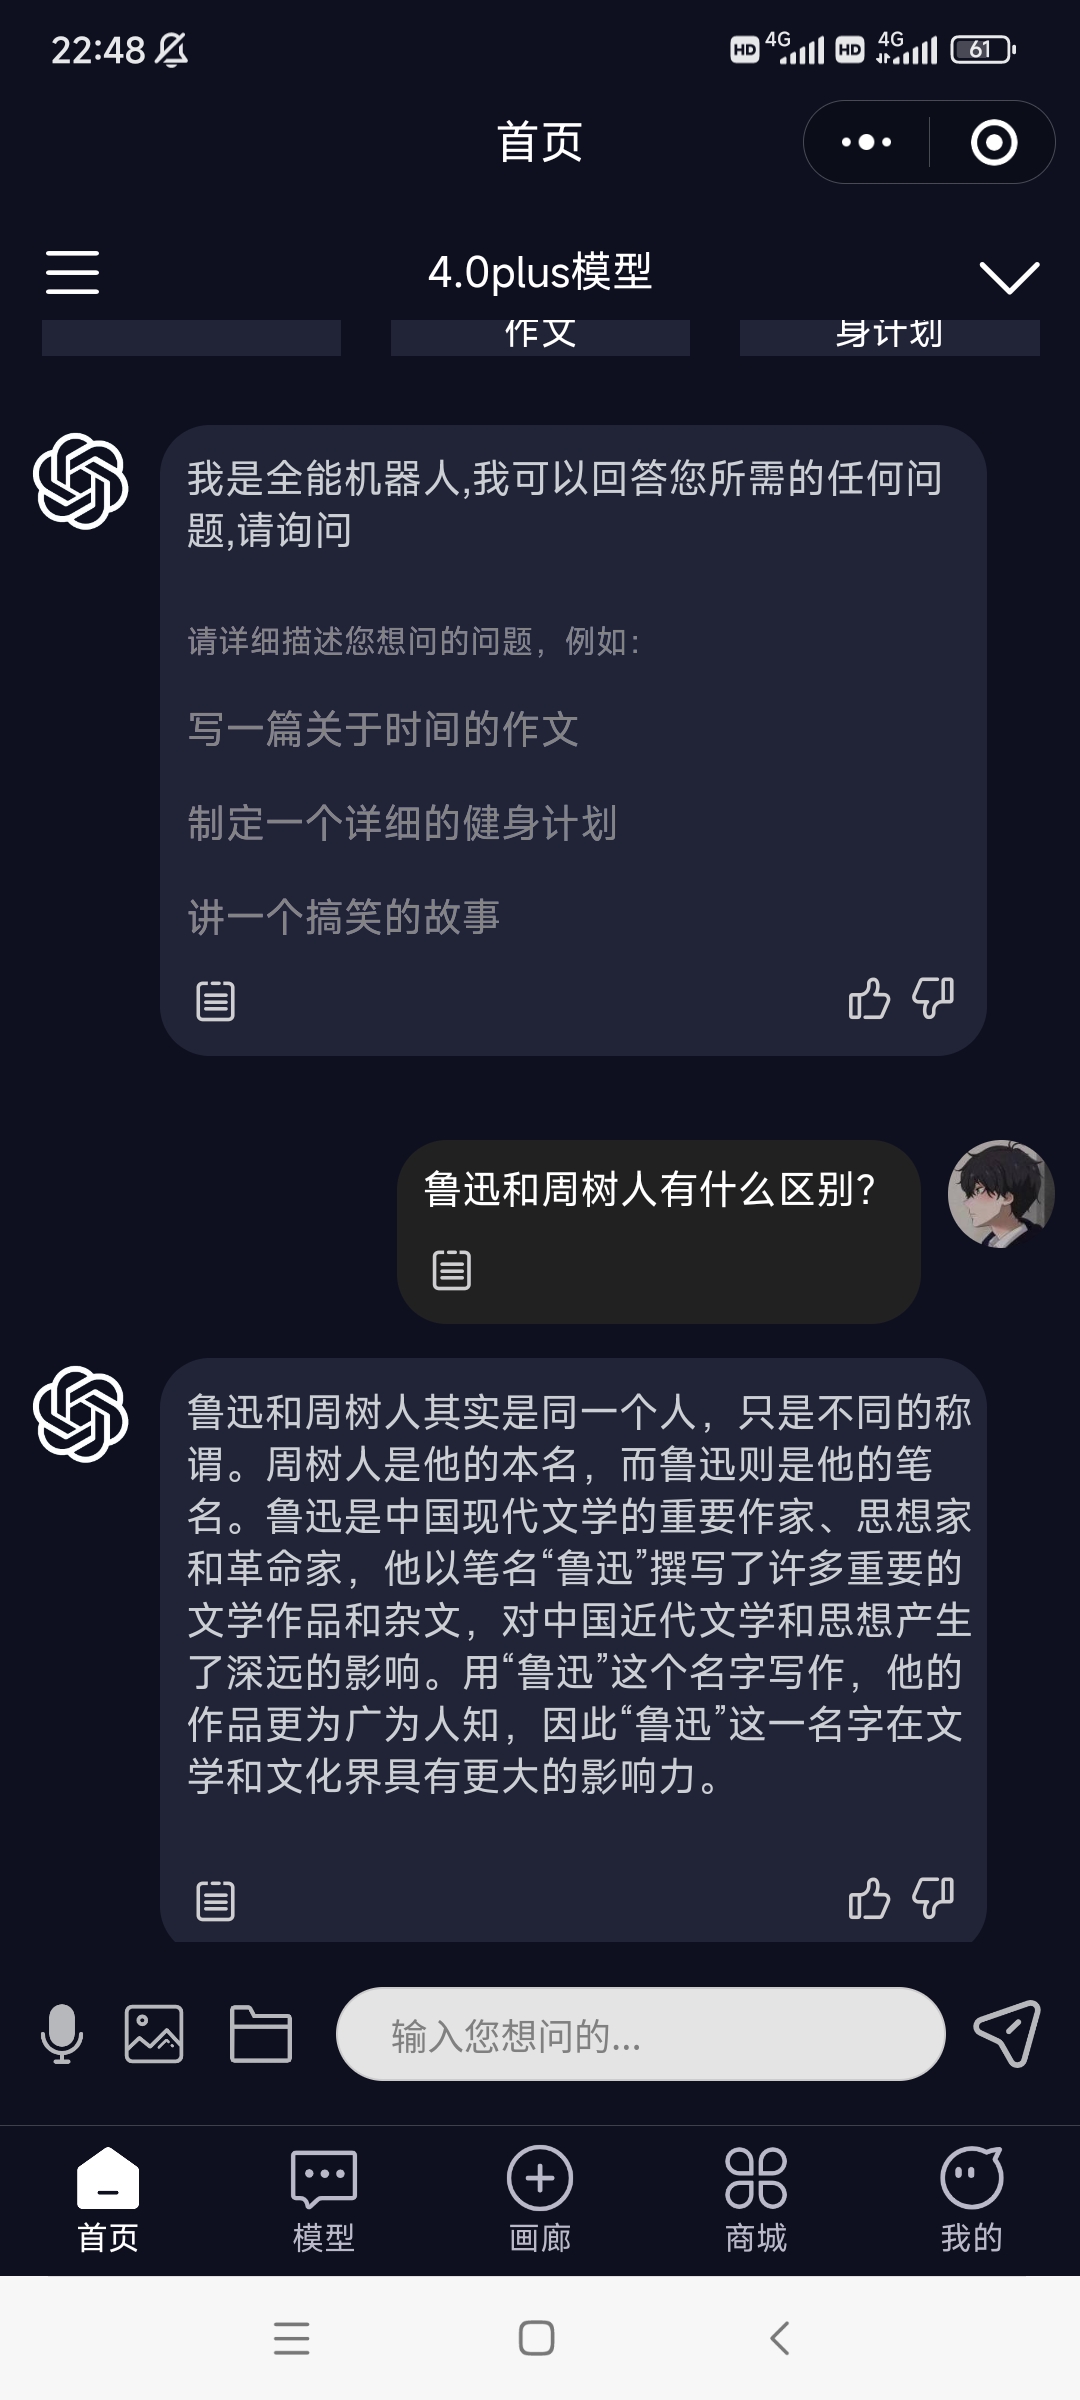 22:48
HD 4G HD 4G 61
首页
4.0plus模型
作文
身计划
我是全能机器人,我可以回答您所需的任何问
题,请询问
请详细描述您想问的问题，例如：
写一篇关于时间的作文
制定一个详细的健身计划
讲一个搞笑的故事
鲁迅和周树人有什么区别？
鲁迅和周树人其实是同一个人，只是不同的称
谓。周树人是他的本名，而鲁迅则是他的笔
名。鲁迅是中国现代文学的重要作家、思想家
和革命家，他以笔名“鲁迅”撰写了许多重要的
文学作品和杂文，对中国近代文学和思想产生
了深远的影响。用“鲁迅”这个名字写作，他的
作品更为广为人知，因此“鲁迅”这一名字在文
学和文化界具有更大的影响力。
输入您想问的...
首页
模型
画廊
商城
我的